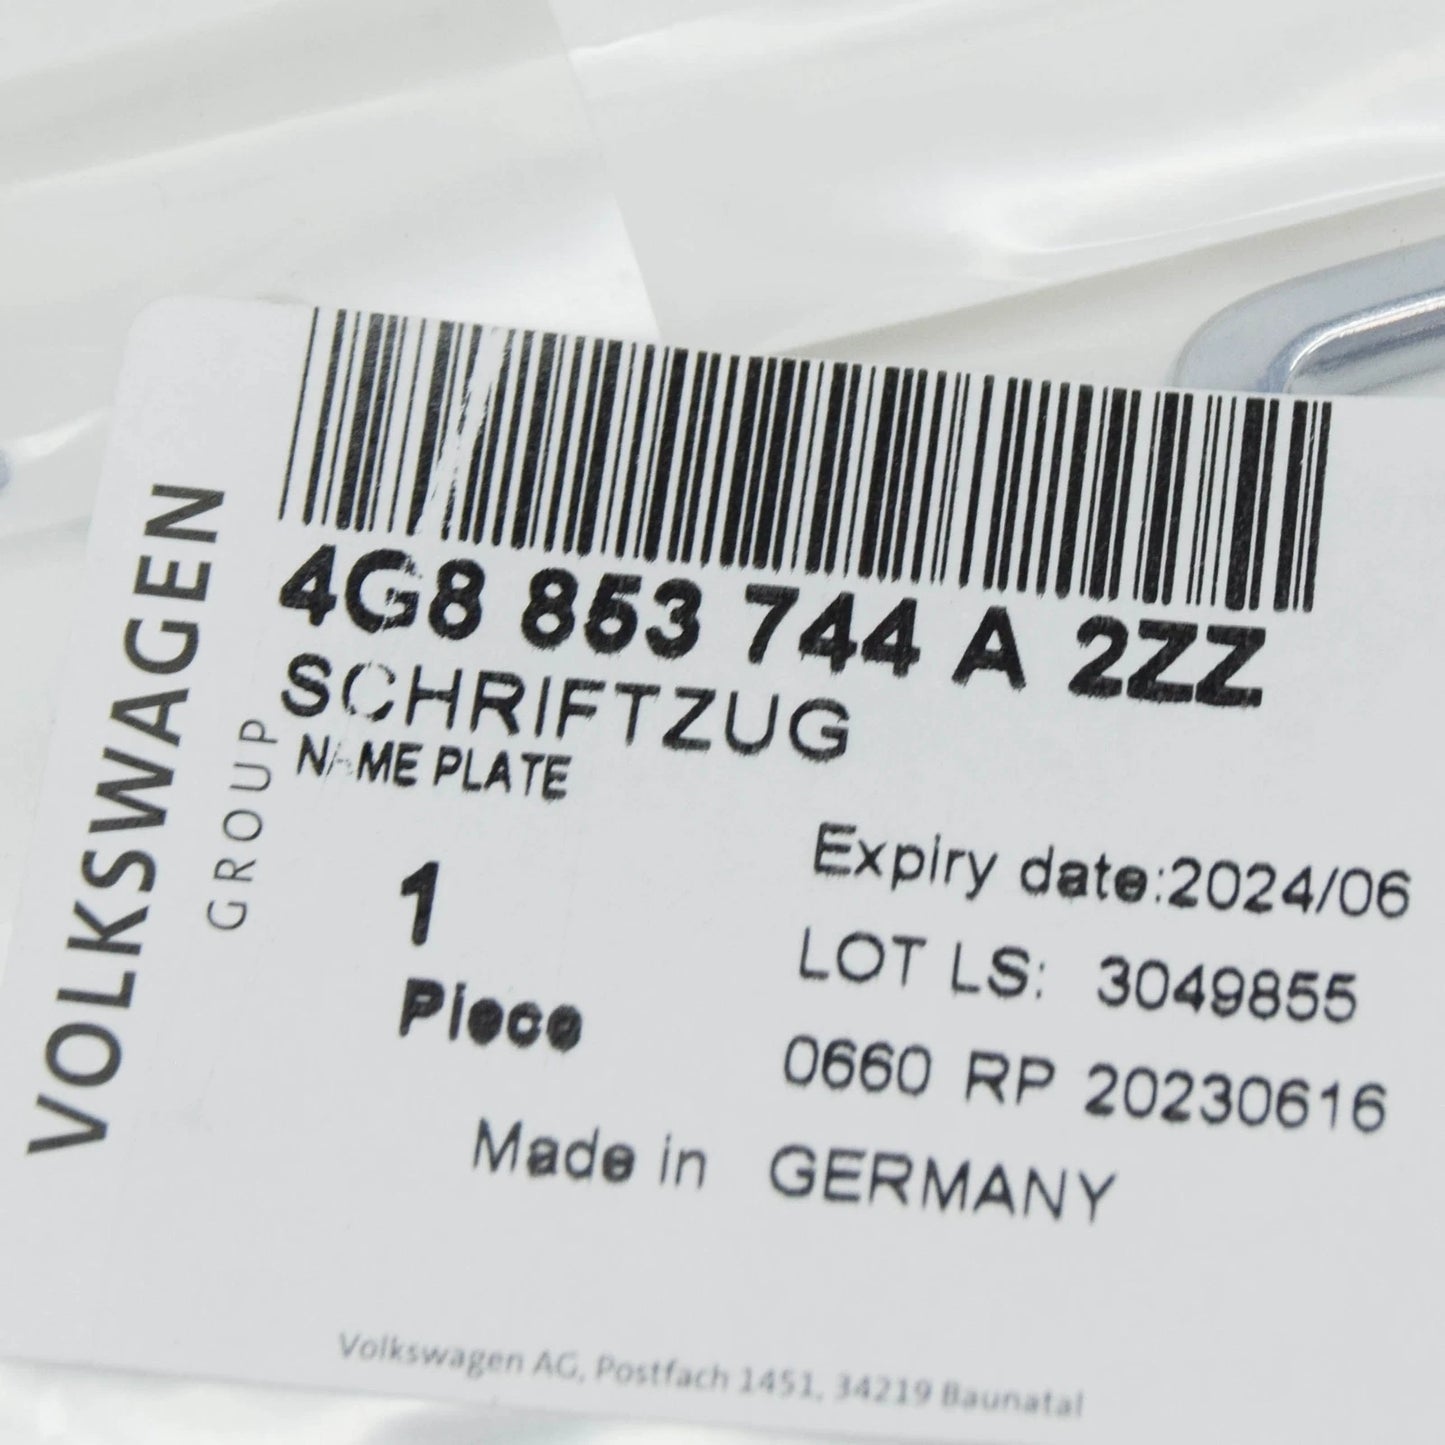 VOLKSWAGEN
GROUP
4G8 853 744 A 2ZZ
SCHRIFTZUG
NAME PLATE
1
Piece
Expiry date:2024/06
LOT LS: 3049855
0660 RP 20230616
Made in GERMANY
Volkswagen AG, Postfach 1451, 34219 Baunatal